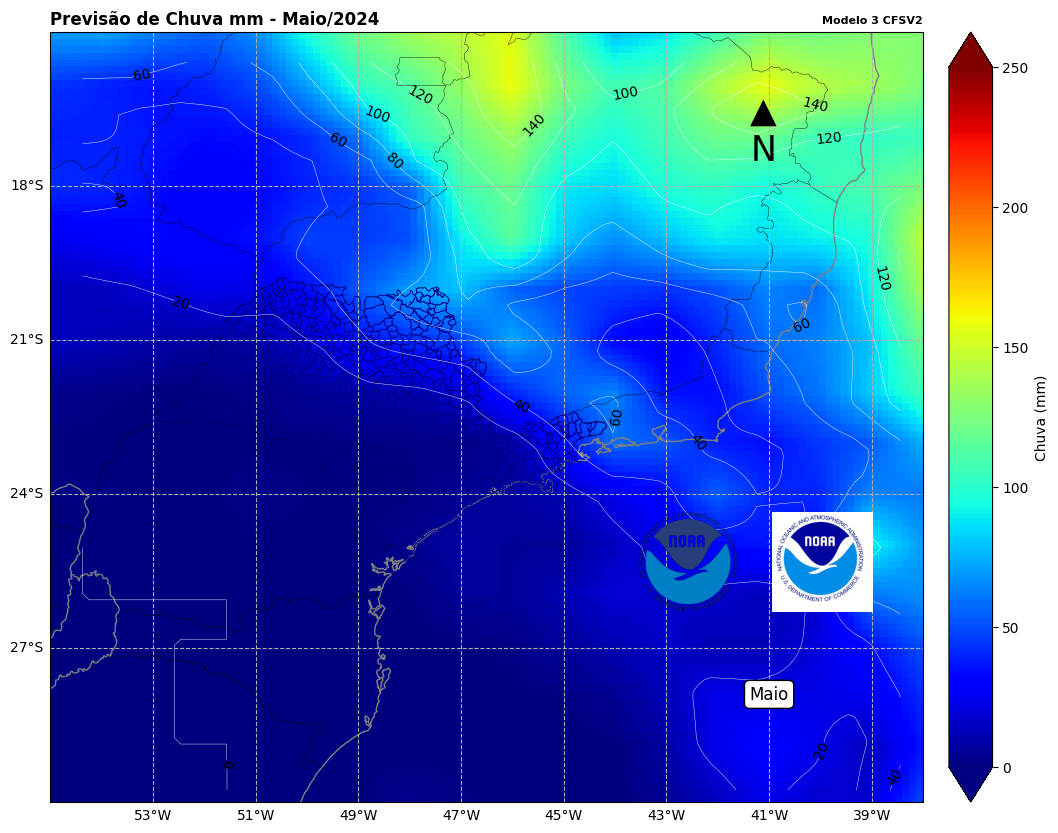 Previsão de Chuva mm - Maio/2024
Modelo 3 CFSV2
60
100
120
140
100
140
120
60
80
40
20
120
60
40
60
40
20
40
0
N
18°S
21°S
24°S
27°S
53°W
51°W
49°W
47°W
45°W
43°W
41°W
39°W
NOAA
NOAA
NATIONAL OCEANIC AND ATMOSPHERIC ADMINISTRATION
U.S. DEPARTMENT OF COMMERCE
Maio
250
200
150
100
50
0
Chuva (mm)